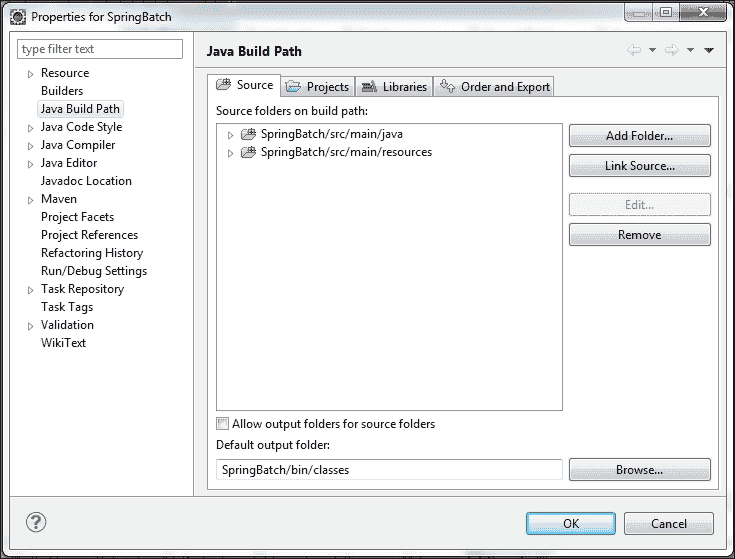 Properties for SpringBatch
type filter text
Resource
Builders
Java Build Path
Java Code Style
Java Compiler
Java Editor
Javadoc Location
Maven
Project Facets
Project References
Refactoring History
Run/Debug Settings
Task Repository
Task Tags
Validation
WikiText
Java Build Path
Source Projects Libraries Order and Export
Source folders on build path:
SpringBatch/src/main/java
SpringBatch/src/main/resources
Add Folder...
Link Source...
Edit...
Remove
Allow output folders for source folders
Default output folder:
SpringBatch/bin/classes
Browse...
?
OK Cancel